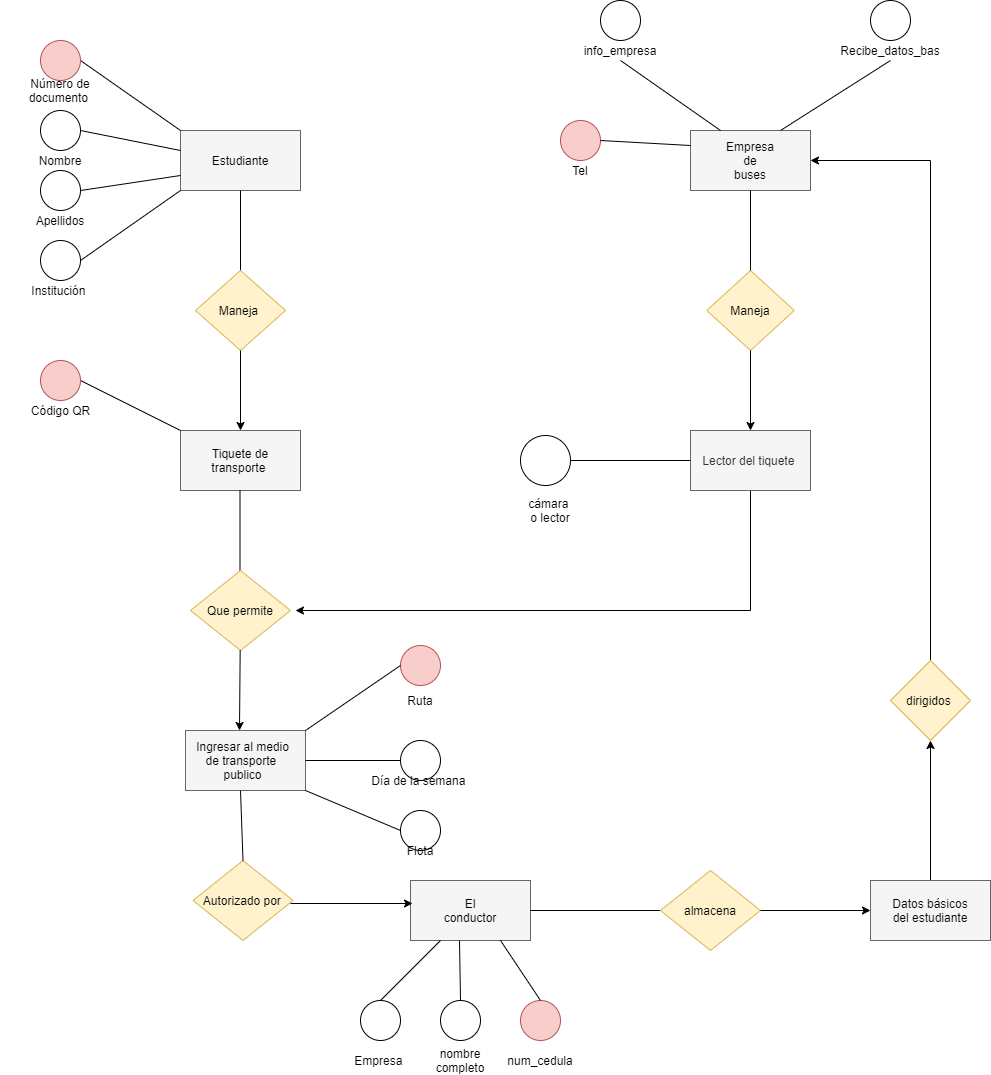 info_empresa
Recibe_datos_bas
Número de
documento
Nombre
Apellidos
Institución
Estudiante
Tel
Empresa
de
buses
Maneja
Maneja
Código QR
Tiquete de
transporte
Lector del tiquete
cámara
o lector
Que permite
Ruta
dirigidos
Ingresar al medio
de transporte
publico
Día de la semana
Flota
Autorizado por
El
conductor
almacena
Datos básicos
del estudiante
Empresa
nombre
completo
num_cedula